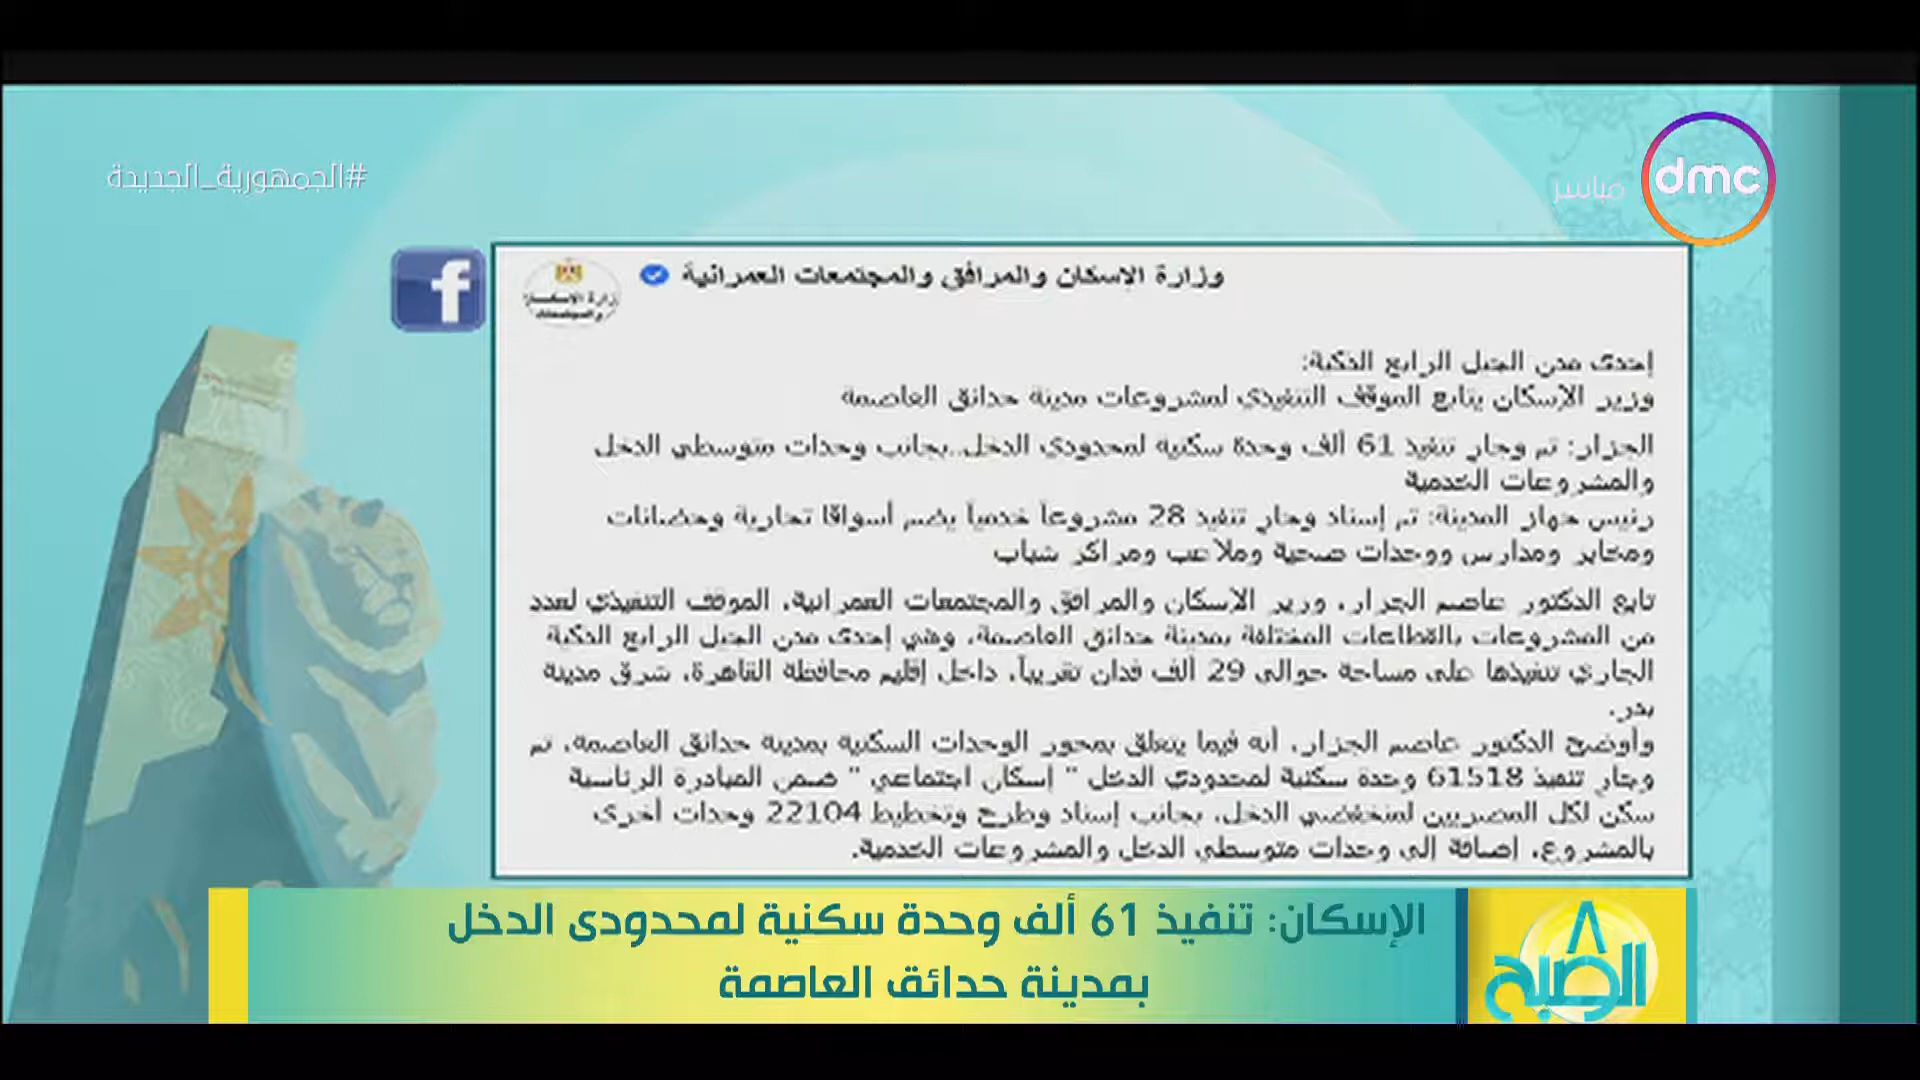 #الجمهورية_الجديدة
مباشر
dmc
f
وزارة الإسكان والمرافق والمجتمعات العمرانية
إحدى مدن الجيل الرابع الذكية:
وزير الإسكان يتابع الموقف التنفيذي لمشروعات مدينة حدائق العاصمة
الجزار: تم وجارٍ تنفيذ 61 ألف وحدة سكنية لمحدودي الدخل..بجانب وحدات متوسطي الدخل
والمشروعات الخدمية
رئيس جهاز المدينة: تم إسناد وجارٍ تنفيذ 28 مشروعاً خدمياً يضم أسواقا تجارية وحضانات
ومخابز ومدارس ووحدات صحية وملاعب ومراكز شباب
تابع الدكتور عاصم الجزار، وزير الإسكان والمرافق والمجتمعات العمرانية، الموقف التنفيذي لعدد
من المشروعات بالقطاعات المختلفة بمدينة حدائق العاصمة، وهي إحدى مدن الجيل الرابع الذكية
الجاري تنفيذها على مساحة حوالى 29 ألف فدان تقريباً، داخل إقليم محافظة القاهرة، شرق مدينة
بدر.
وأوضح الدكتور عاصم الجزار، أنه فيما يتعلق بمحور الوحدات السكنية بمدينة حدائق العاصمة، تم
وجارٍ تنفيذ 61518 وحدة سكنية لمحدودي الدخل " إسكان اجتماعي " ضمن المبادرة الرئاسية
سكن لكل المصريين لمنخفضي الدخل، بجانب إسناد وطرح وتخطيط 22104 وحدات أخرى
بالمشروع، إضافة إلى وحدات متوسطي الدخل والمشروعات الخدمية.
الإسكان: تنفيذ 61 ألف وحدة سكنية لمحدودى الدخل
بمدينة حدائق العاصمة
٨
الصبح